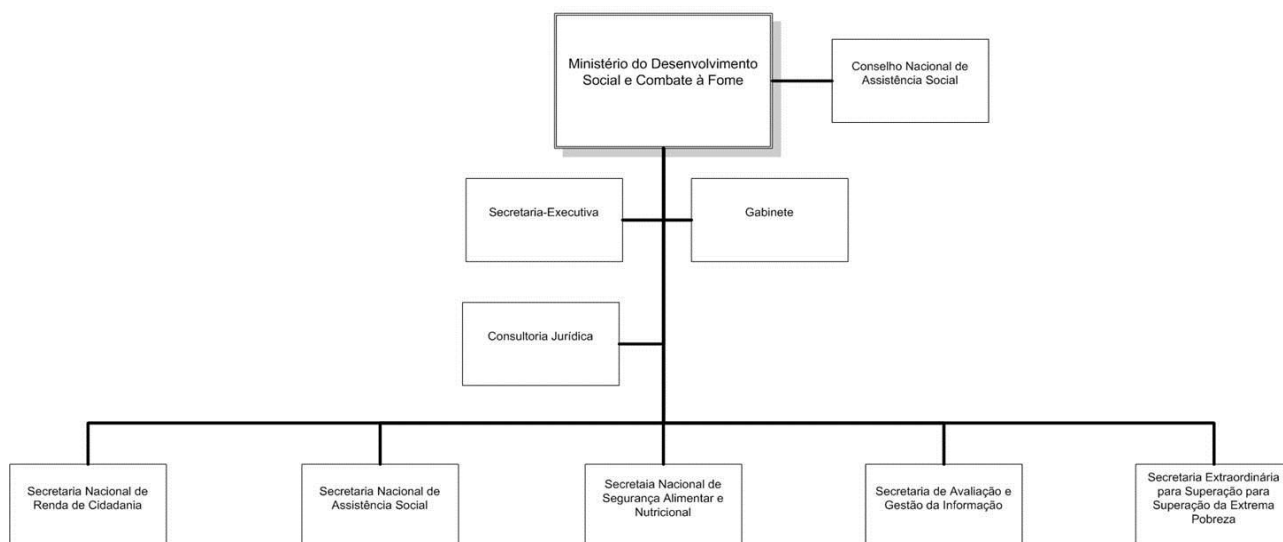 Ministério do Desenvolvimento
Social e Combate à Fome
Conselho Nacional de
Assistência Social
Secretaria-Executiva
Gabinete
Consultoria Jurídica
Secretaria Nacional de
Renda de Cidadania
Secretaria Nacional de
Assistência Social
Secretaia Nacional de
Segurança Alimentar e
Nutricional
Secretaria de Avaliação e
Gestão da Informação
Secretaria Extraordinária
para Superação para
Superação da Extrema
Pobreza